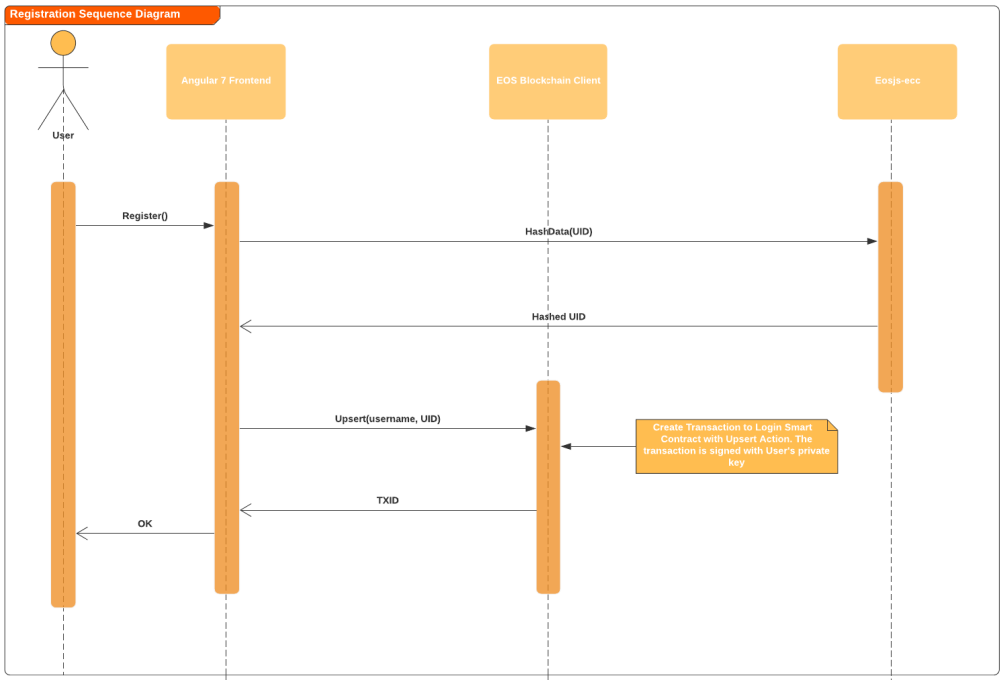 Registration Sequence Diagram
Angular 7 Frontend
EOS Blockchain Client
Eosjs-ecc
User
Register()
HashData(UID)
Hashed UID
Upsert(username, UID)
Create Transaction to Login Smart
Contract with Upsert Action. The
transaction is signed with User's private
key
TXID
OK